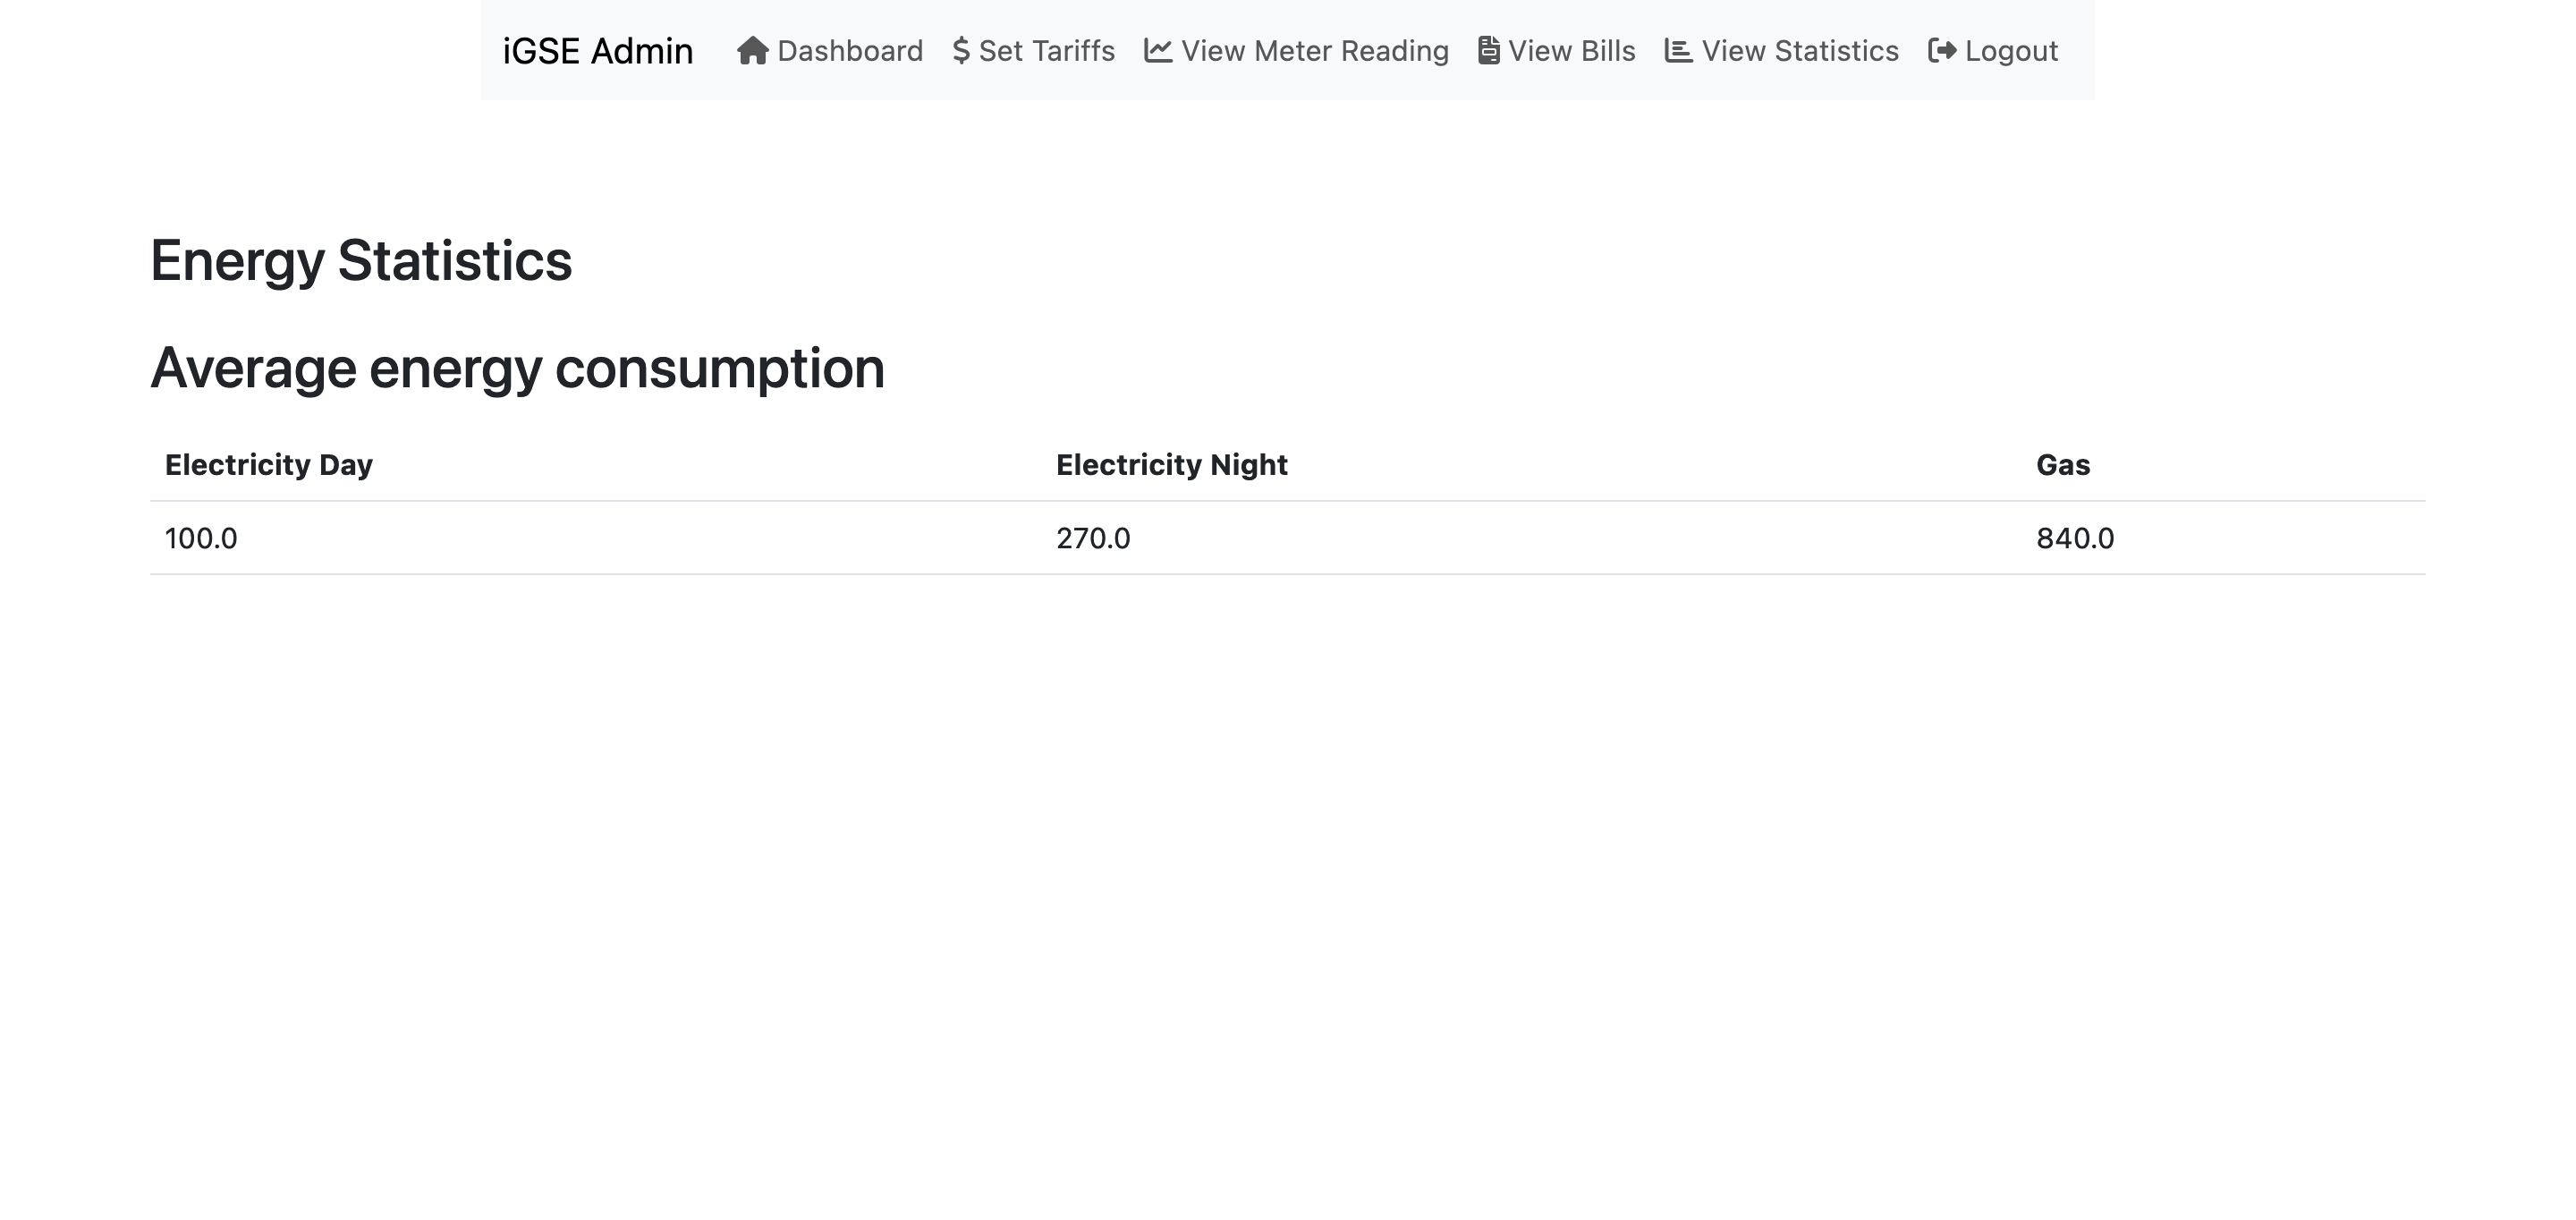 iGSE Admin Dashboard Set Tariffs View Meter Reading View Bills View Statistics Logout
Energy Statistics
Average energy consumption
Electricity Day Electricity Night Gas
100.0 270.0 840.0